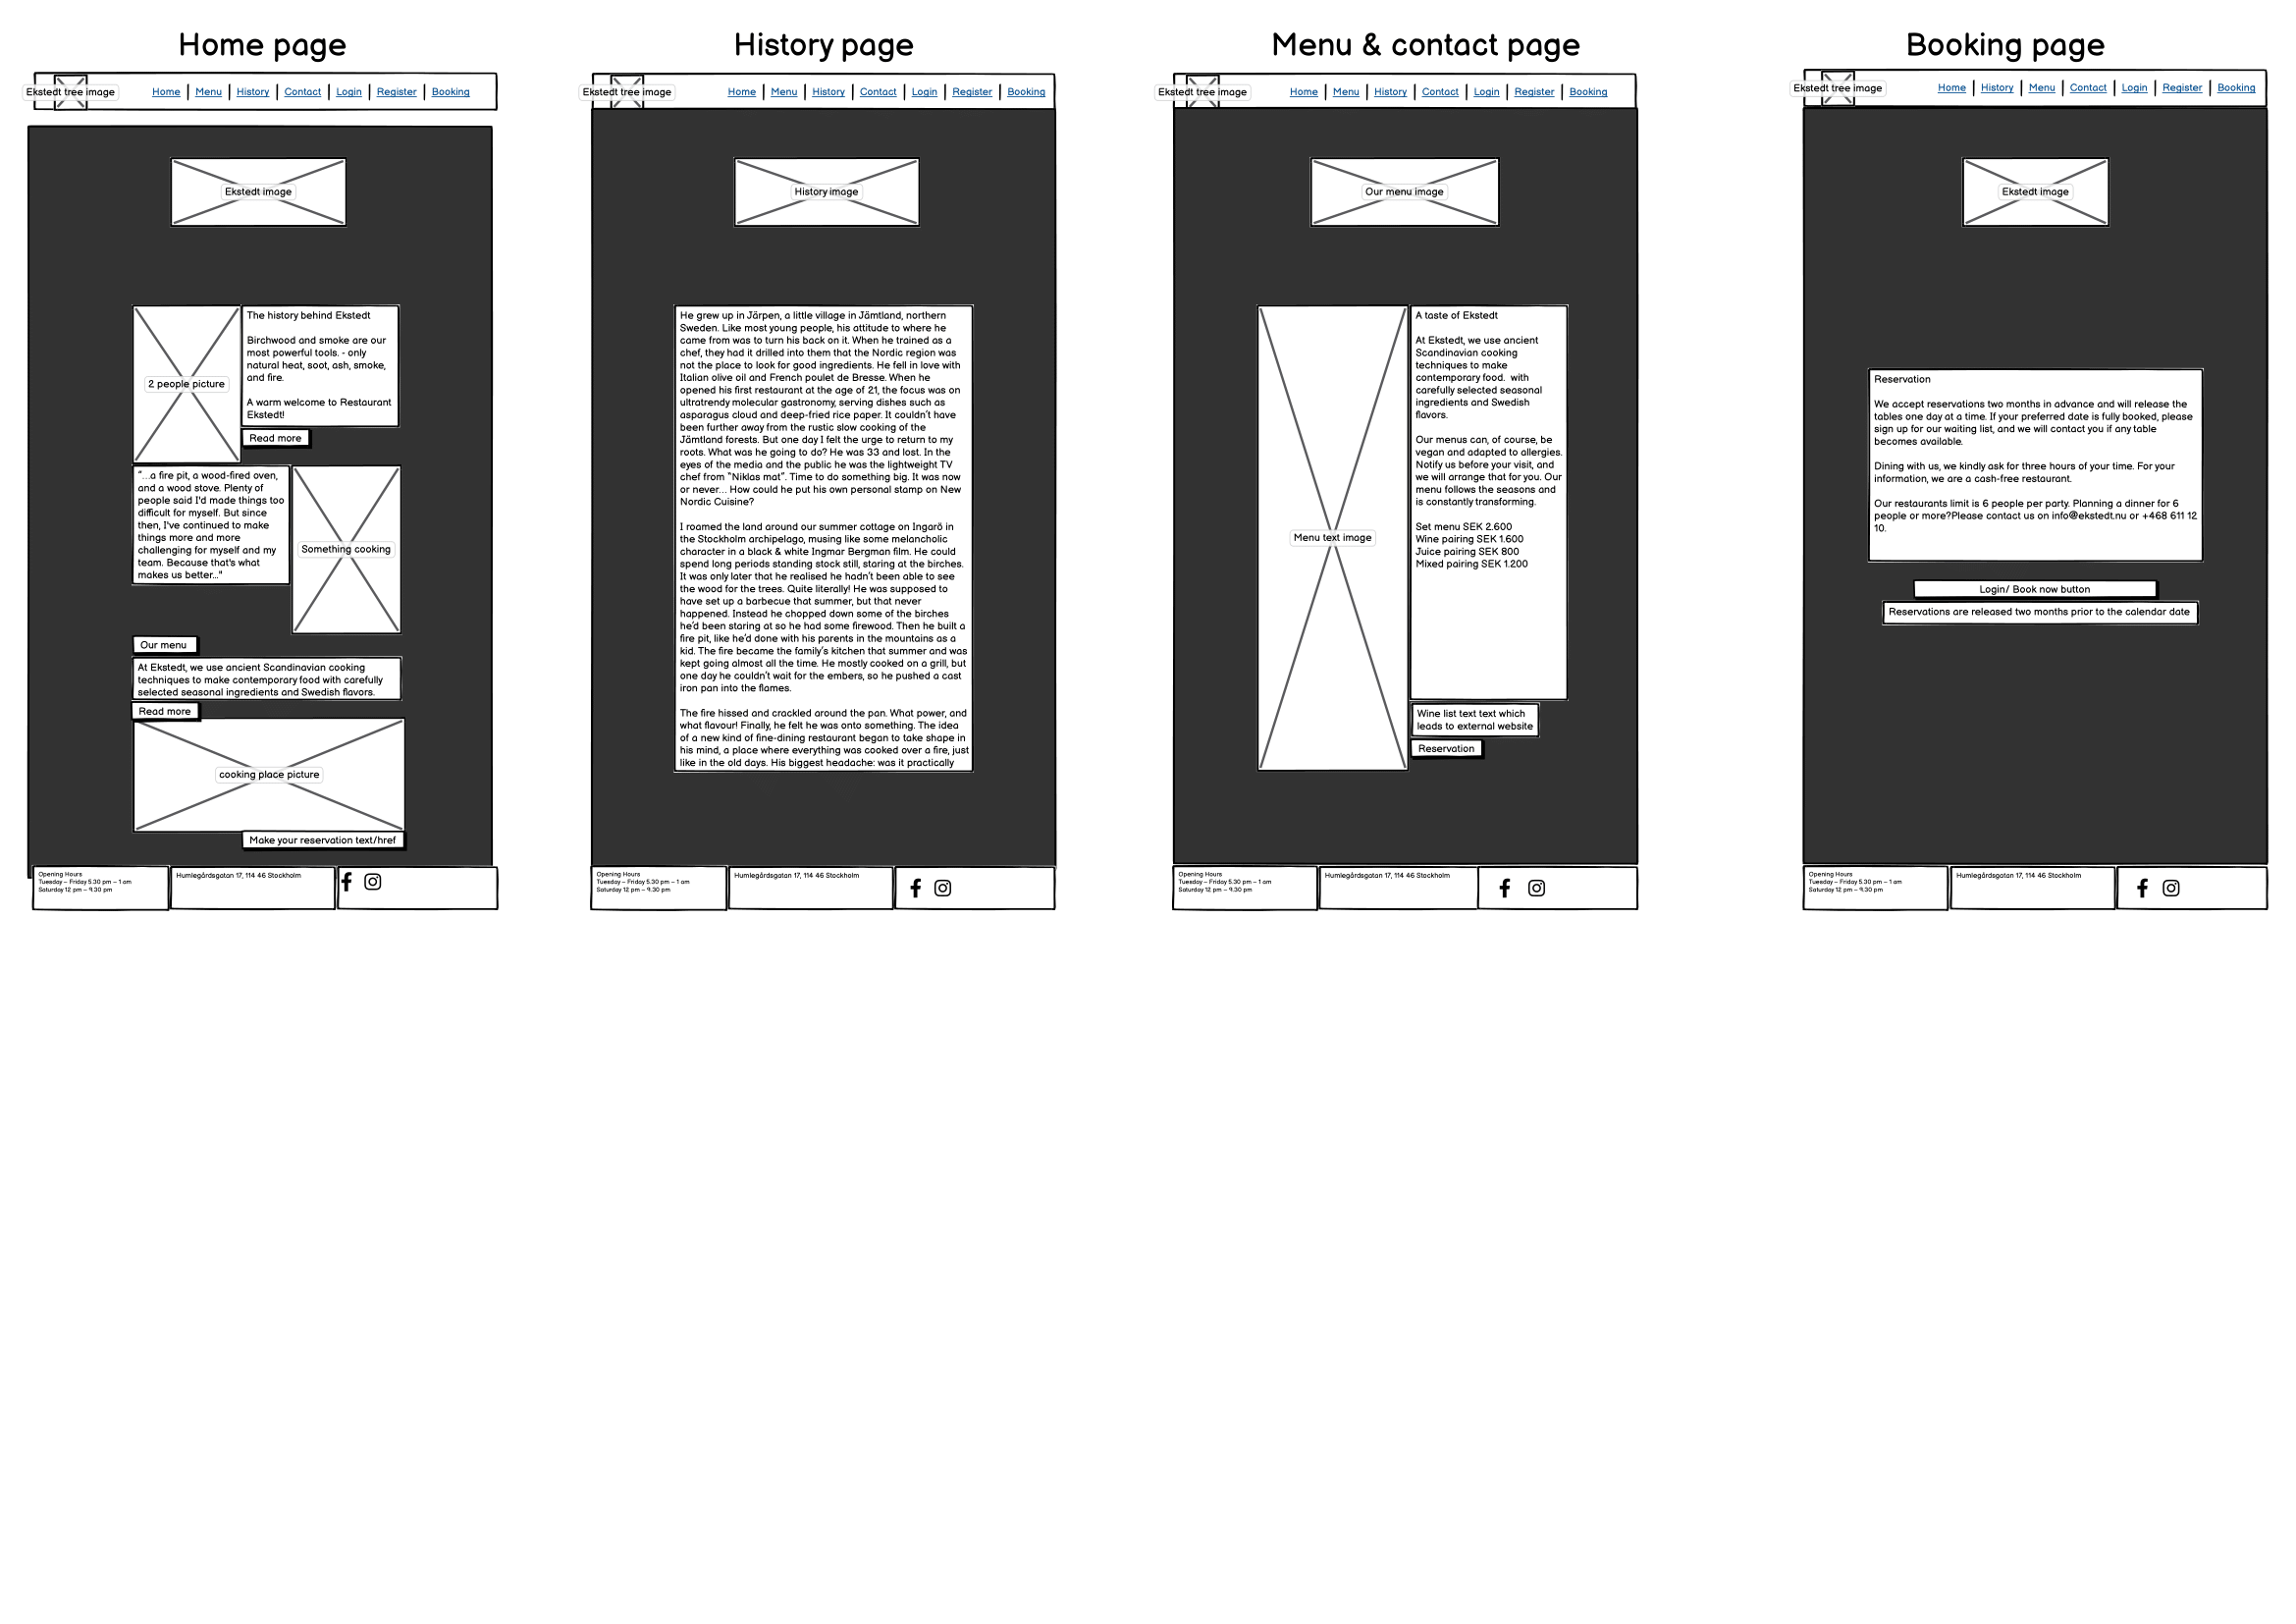 Home page
Ekstedt tree image
Home | Menu | History | Contact | Login | Register | Booking
Ekstedt image
2 people picture
The history behind Ekstedt
Birchwood and smoke are our
most powerful tools. - only
natural heat, soot, ash, smoke,
and fire.
A warm welcome to Restaurant
Ekstedt!
Read more
"...a fire pit, a wood-fired oven,
and a wood stove. Plenty of
people said I'd made things too
difficult for myself. But since
then, I've continued to make
things more and more
challenging for myself and my
team. Because that's what
makes us better..."
Something cooking
Our menu
At Ekstedt, we use ancient Scandinavian cooking
techniques to make contemporary food with carefully
selected seasonal ingredients and Swedish flavors.
Read more
cooking place picture
Make your reservation text/href
Opening Hours
Tuesday – Friday 5.30 pm – 1 am
Saturday 12 pm – 9.30 pm
Humlegårdsgatan 17, 114 46 Stockholm
History page
Ekstedt tree image
Home | Menu | History | Contact | Login | Register | Booking
History image
He grew up in Järpen, a little village in Jämtland, northern
Sweden. Like most young people, his attitude to where he
came from was to turn his back on it. When he trained as a
chef, they had it drilled into them that the Nordic region was
not the place to look for good ingredients. He fell in love with
Italian olive oil and French poulet de Bresse. When he
opened his first restaurant at the age of 21, the focus was on
ultratrendy molecular gastronomy, serving dishes such as
asparagus cloud and deep-fried rice paper. It couldn't have
been further away from the rustic slow cooking of the
Jämtland forests. But one day I felt the urge to return to my
roots. What was he going to do? He was 33 and lost. In the
eyes of the media and the public he was the lightweight TV
chef from "Niklas mat". Time to do something big. It was now
or never... How could he put his own personal stamp on New
Nordic Cuisine?
I roamed the land around our summer cottage on Ingarö in
the Stockholm archipelago, musing like some melancholic
character in a black & white Ingmar Bergman film. He could
spend long periods standing stock still, staring at the birches.
It was only later that he realised he hadn't been able to see
the wood for the trees. Quite literally! He was supposed to
have set up a barbecue that summer, but that never
happened. Instead he chopped down some of the birches
he'd been staring at so he had some firewood. Then he built a
fire pit, like he'd done with his parents in the mountains as a
kid. The fire became the family's kitchen that summer and was
kept going almost all the time. He mostly cooked on a grill, but
one day he couldn't wait for the embers, so he pushed a cast
iron pan into the flames.
The fire hissed and crackled around the pan. What power, and
what flavour! Finally, he felt he was onto something. The idea
of a new kind of fine-dining restaurant began to take shape in
his mind, a place where everything was cooked over a fire, just
like in the old days. His biggest headache: was it practically
Opening Hours
Tuesday – Friday 5.30 pm – 1 am
Saturday 12 pm – 9.30 pm
Humlegårdsgatan 17, 114 46 Stockholm
Menu & contact page
Ekstedt tree image
Home | Menu | History | Contact | Login | Register | Booking
Our menu image
Menu text image
A taste of Ekstedt
At Ekstedt, we use ancient
Scandinavian cooking
techniques to make
contemporary food. with
carefully selected seasonal
ingredients and Swedish
flavors.
Our menus can, of course, be
vegan and adapted to allergies.
Notify us before your visit, and
we will arrange that for you. Our
menu follows the seasons and
is constantly transforming.
Set menu SEK 2.600
Wine pairing SEK 1.600
Juice pairing SEK 800
Mixed pairing SEK 1.200
Wine list text text which
leads to external website
Reservation
Opening Hours
Tuesday – Friday 5.30 pm – 1 am
Saturday 12 pm – 9.30 pm
Humlegårdsgatan 17, 114 46 Stockholm
Booking page
Ekstedt tree image
Home | History | Menu | Contact | Login | Register | Booking
Ekstedt image
Reservation
We accept reservations two months in advance and will release the
tables one day at a time. If your preferred date is fully booked, please
sign up for our waiting list, and we will contact you if any table
becomes available.
Dining with us, we kindly ask for three hours of your time. For your
information, we are a cash-free restaurant.
Our restaurants limit is 6 people per party. Planning a dinner for 6
people or more?Please contact us on info@ekstedt.nu or +468 611 12
10.
Login/ Book now button
Reservations are released two months prior to the calendar date
Opening Hours
Tuesday – Friday 5.30 pm – 1 am
Saturday 12 pm – 9.30 pm
Humlegårdsgatan 17, 114 46 Stockholm